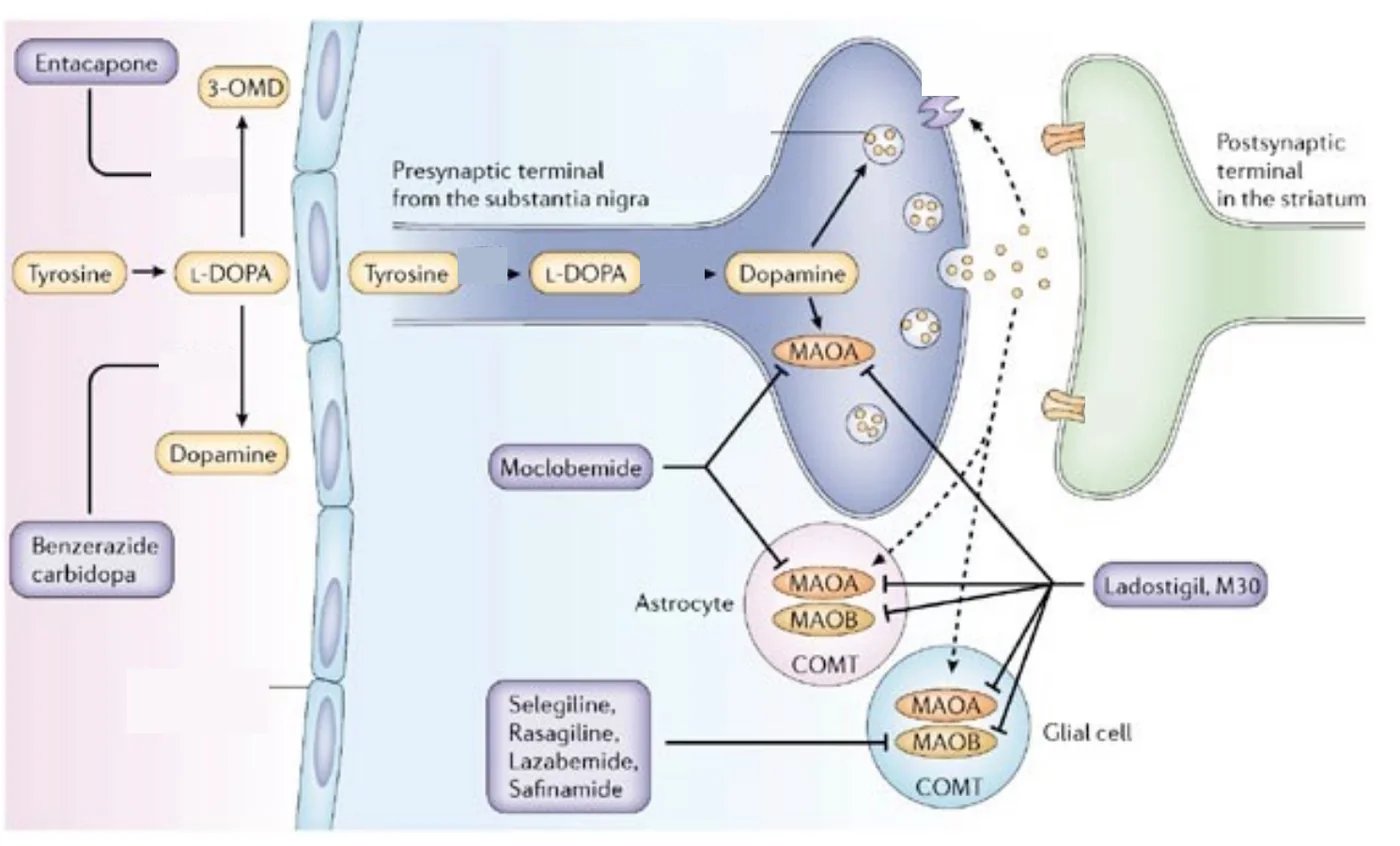 Entacapone
3-OMD
Tyrosine
L-DOPA
Dopamine
Benzerazide
carbidopa
Presynaptic terminal
from the substantia nigra
Tyrosine
L-DOPA
Dopamine
MAOA
Postsynaptic
terminal
in the striatum
Moclobemide
Astrocyte
MAOA
MAOB
COMT
Ladostigil, M30
Selegiline,
Rasagiline,
Lazabemide,
Safinamide
MAOA
MAOB
COMT
Glial cell